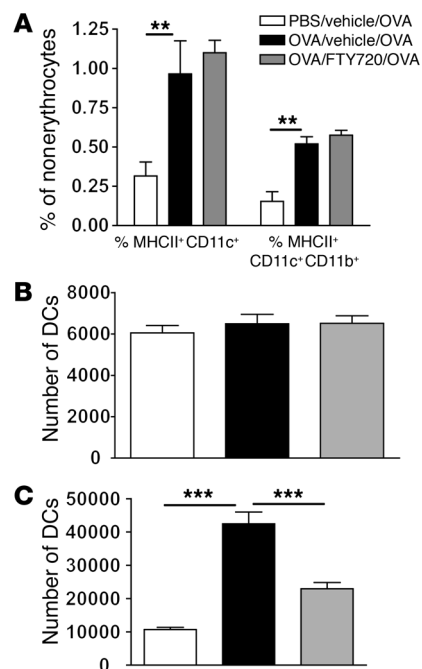 A
PBS/vehicle/OVA
OVA/vehicle/OVA
OVA/FTY720/OVA
% of nonerythrocytes
1.25
1.00
0.75
0.50
0.25
0.00
**
**
% MHCII⁺CD11c⁺
% MHCII⁺
CD11c⁺CD11b⁺
B
Number of DCs
8000
6000
4000
2000
0
C
Number of DCs
50000
40000
30000
20000
10000
0
***
***